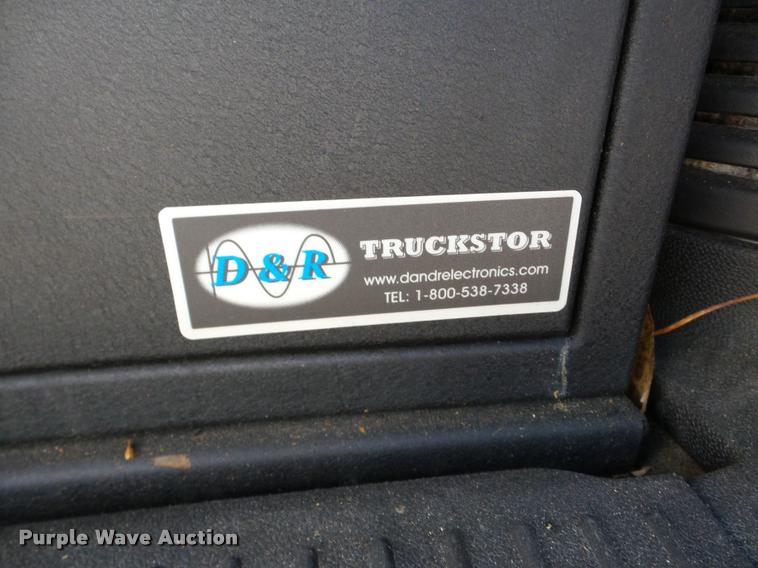 D & R
TRUCKSTOR
www.dandrelectronics.com
TEL: 1-800-538-7338
Purple Wave Auction